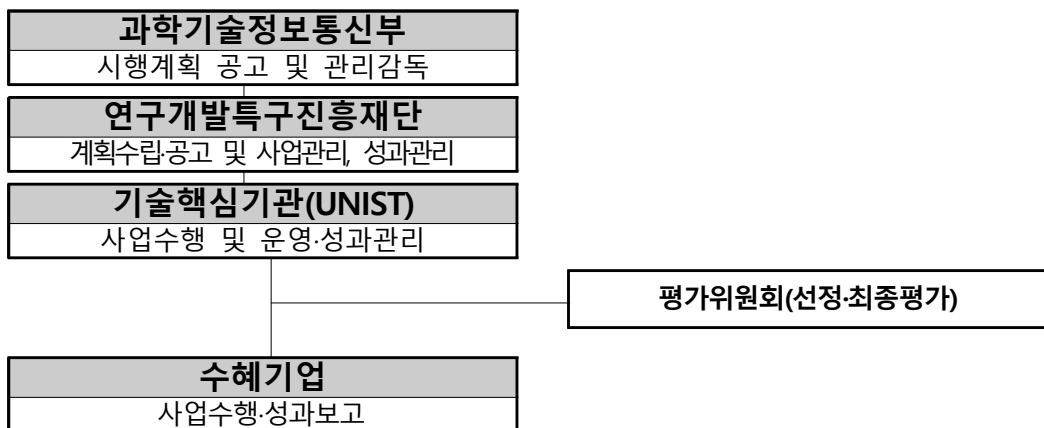 과학기술정보통신부
시행계획 공고 및 관리감독
연구개발특구진흥재단
계획수립·공고 및 사업관리, 성과관리
기술핵심기관(UNIST)
사업수행 및 운영·성과관리
평가위원회(선정·최종평가)
수혜기업
사업수행·성과보고